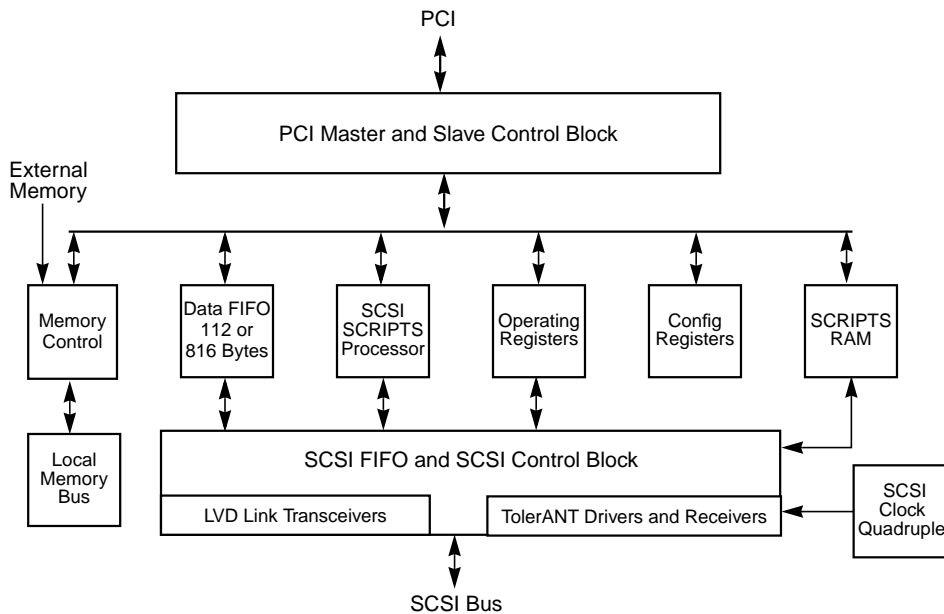 PCI
PCI Master and Slave Control Block
External
Memory
Memory
Control
Data FIFO
112 or
816 Bytes
SCSI
SCRIPTS
Processor
Operating
Registers
Config
Registers
SCRIPTS
RAM
Local
Memory
Bus
SCSI FIFO and SCSI Control Block
LVD Link Transceivers
TolerANT Drivers and Receivers
SCSI
Clock
Quadruple
SCSI Bus